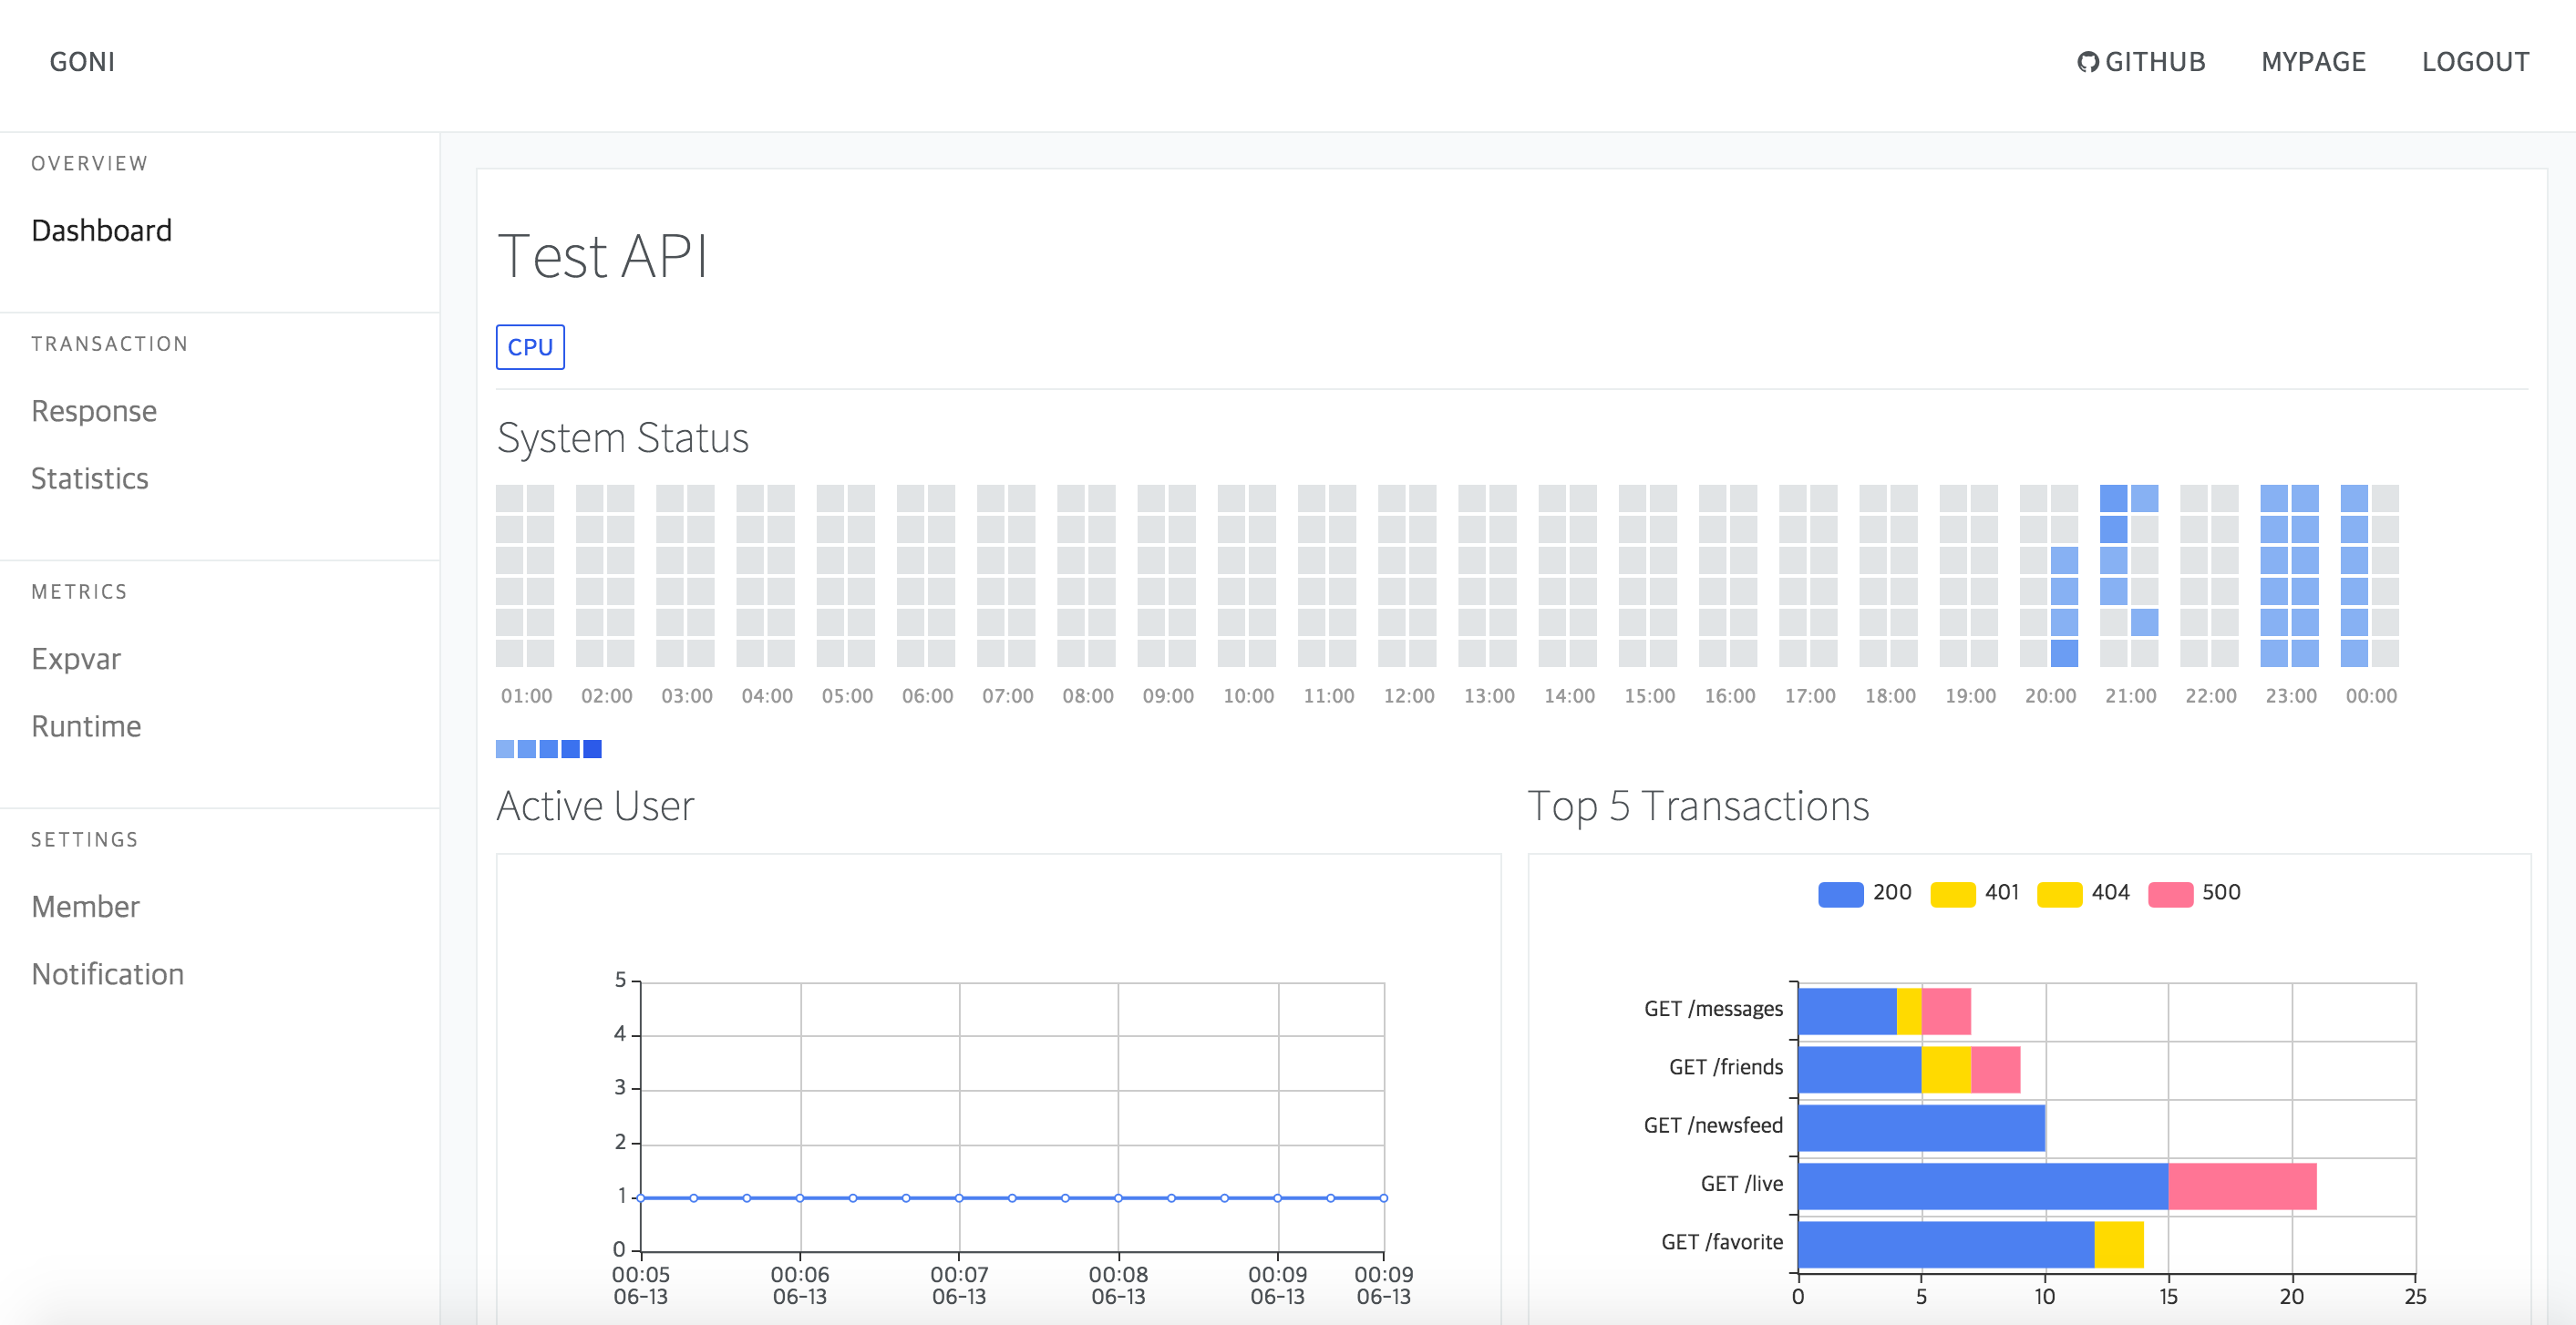 GONI
GITHUB MYPAGE LOGOUT
OVERVIEW
Dashboard
TRANSACTION
Response
Statistics
METRICS
Expvar
Runtime
SETTINGS
Member
Notification
Test API
CPU
System Status
01:00 02:00 03:00 04:00 05:00 06:00 07:00 08:00 09:00 10:00 11:00 12:00 13:00 14:00 15:00 16:00 17:00 18:00 19:00 20:00 21:00 22:00 23:00 00:00
Active User
5
4
3
2
1
0
00:05 00:06 00:07 00:08 00:09 00:09
06-13 06-13 06-13 06-13 06-13 06-13
Top 5 Transactions
200 401 404 500
GET /messages
GET /friends
GET /newsfeed
GET /live
GET /favorite
0 5 10 15 20 25